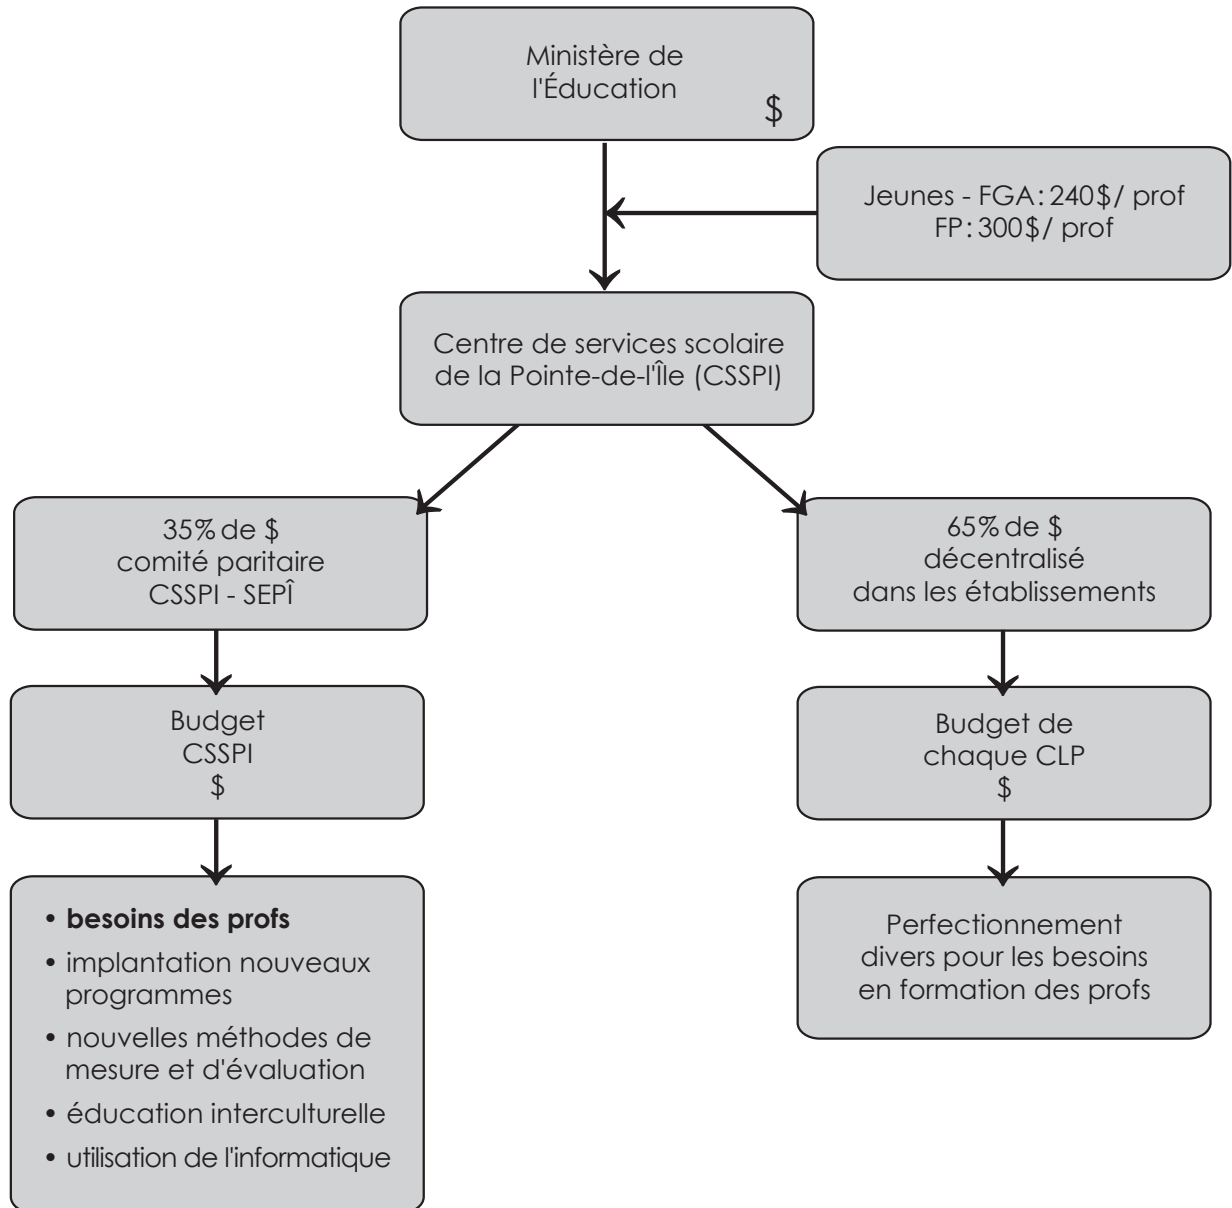 Ministère de
l'Éducation
$
Jeunes - FGA: 240$/ prof
FP: 300$/ prof
Centre de services scolaire
de la Pointe-de-l'Île (CSSPI)
35% de $
comité paritaire
CSSPI - SEPÎ
65% de $
décentralisé
dans les établissements
Budget
CSSPI
$
Budget de
chaque CLP
$
• besoins des profs
• implantation nouveaux
programmes
• nouvelles méthodes de
mesure et d'évaluation
• éducation interculturelle
• utilisation de l'informatique
Perfectionnement
divers pour les besoins
en formation des profs